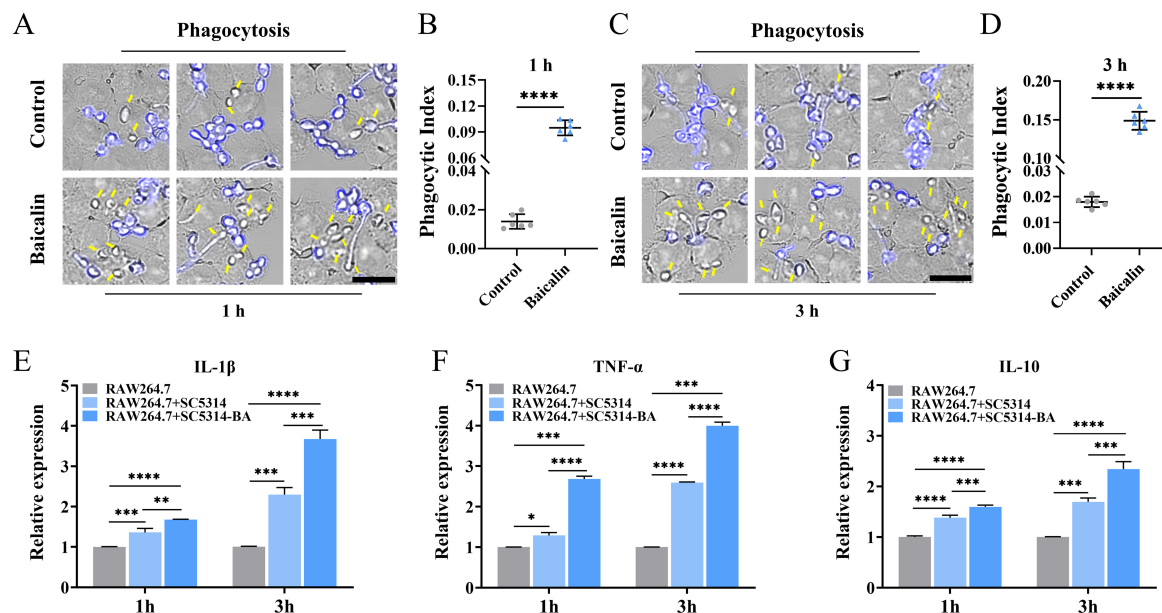 A
Phagocytosis
Control
Baicalin
1 h
B
1 h
Phagocytic Index
0.15
0.12
0.09
0.06
0.04
0.02
0.00
****
Control
Baicalin
C
Phagocytosis
Control
Baicalin
3 h
D
3 h
Phagocytic Index
0.20
0.15
0.10
0.03
0.02
0.01
0.00
****
Control
Baicalin
E
IL-1β
RAW264.7
RAW264.7+SC5314
RAW264.7+SC5314-BA
Relative expression
5
4
3
2
1
0
****
***
**
****
***
***
1h
3h
F
TNF-α
RAW264.7
RAW264.7+SC5314
RAW264.7+SC5314-BA
Relative expression
5
4
3
2
1
0
***
****
*
***
****
****
1h
3h
G
IL-10
RAW264.7
RAW264.7+SC5314
RAW264.7+SC5314-BA
Relative expression
4
3
2
1
0
****
***
****
****
***
***
1h
3h